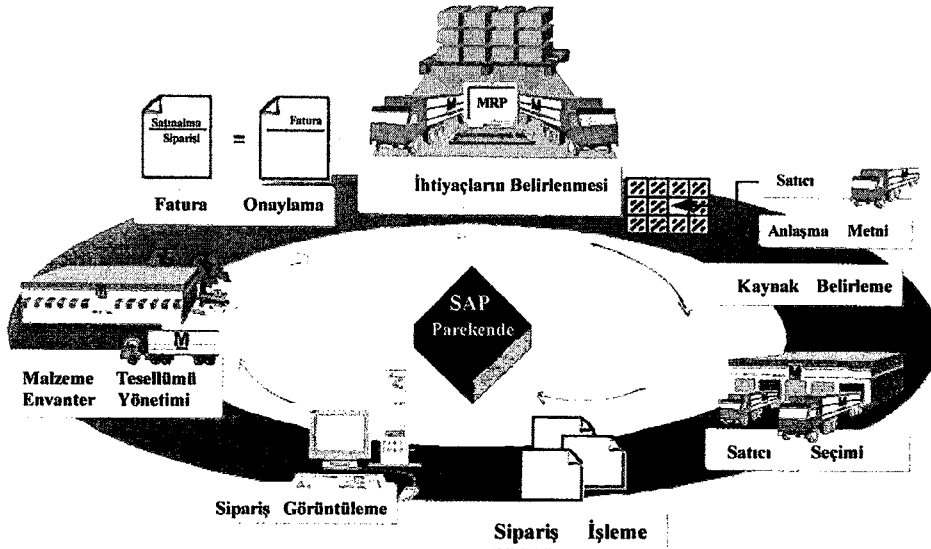 MRP
Satınalma
Siparişi
=
Fatura
İhtiyaçların Belirlenmesi
Fatura Onaylama
Satıcı
Anlaşma Metni
Kaynak Belirleme
SAP
Parekende
M
Malzeme Tesellümü
Envanter Yönetimi
Satıcı Seçimi
Sipariş Görüntüleme
Sipariş İşleme